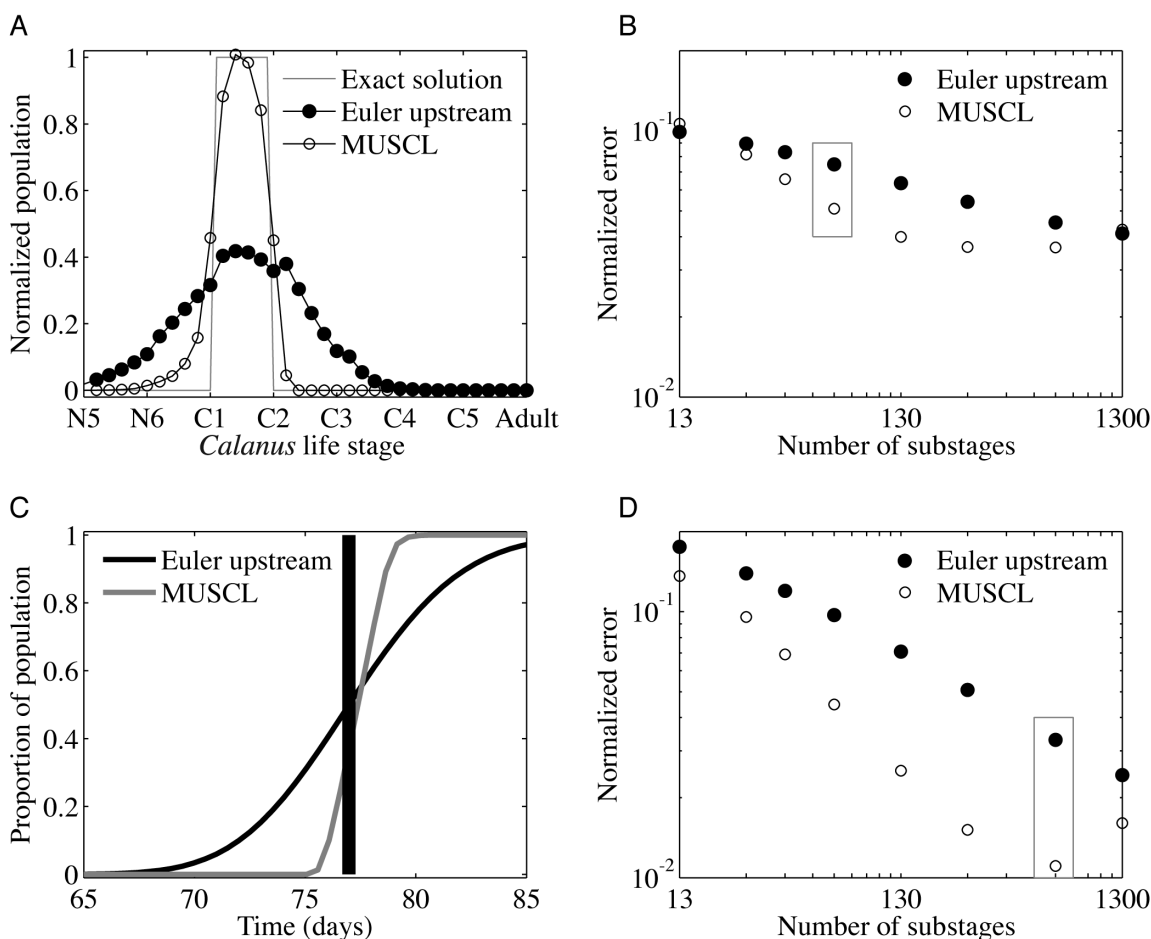 A
Normalized population
1
0.8
0.6
0.4
0.2
0
Exact solution
Euler upstream
MUSCL
N5 N6 C1 C2 C3 C4 C5 Adult
Calanus life stage
B
Normalized error
10^-1
10^-2
Euler upstream
MUSCL
13 130 1300
Number of substages
C
Proportion of population
1
0.8
0.6
0.4
0.2
0
Euler upstream
MUSCL
65 70 75 80 85
Time (days)
D
Normalized error
10^-1
10^-2
Euler upstream
MUSCL
13 130 1300
Number of substages